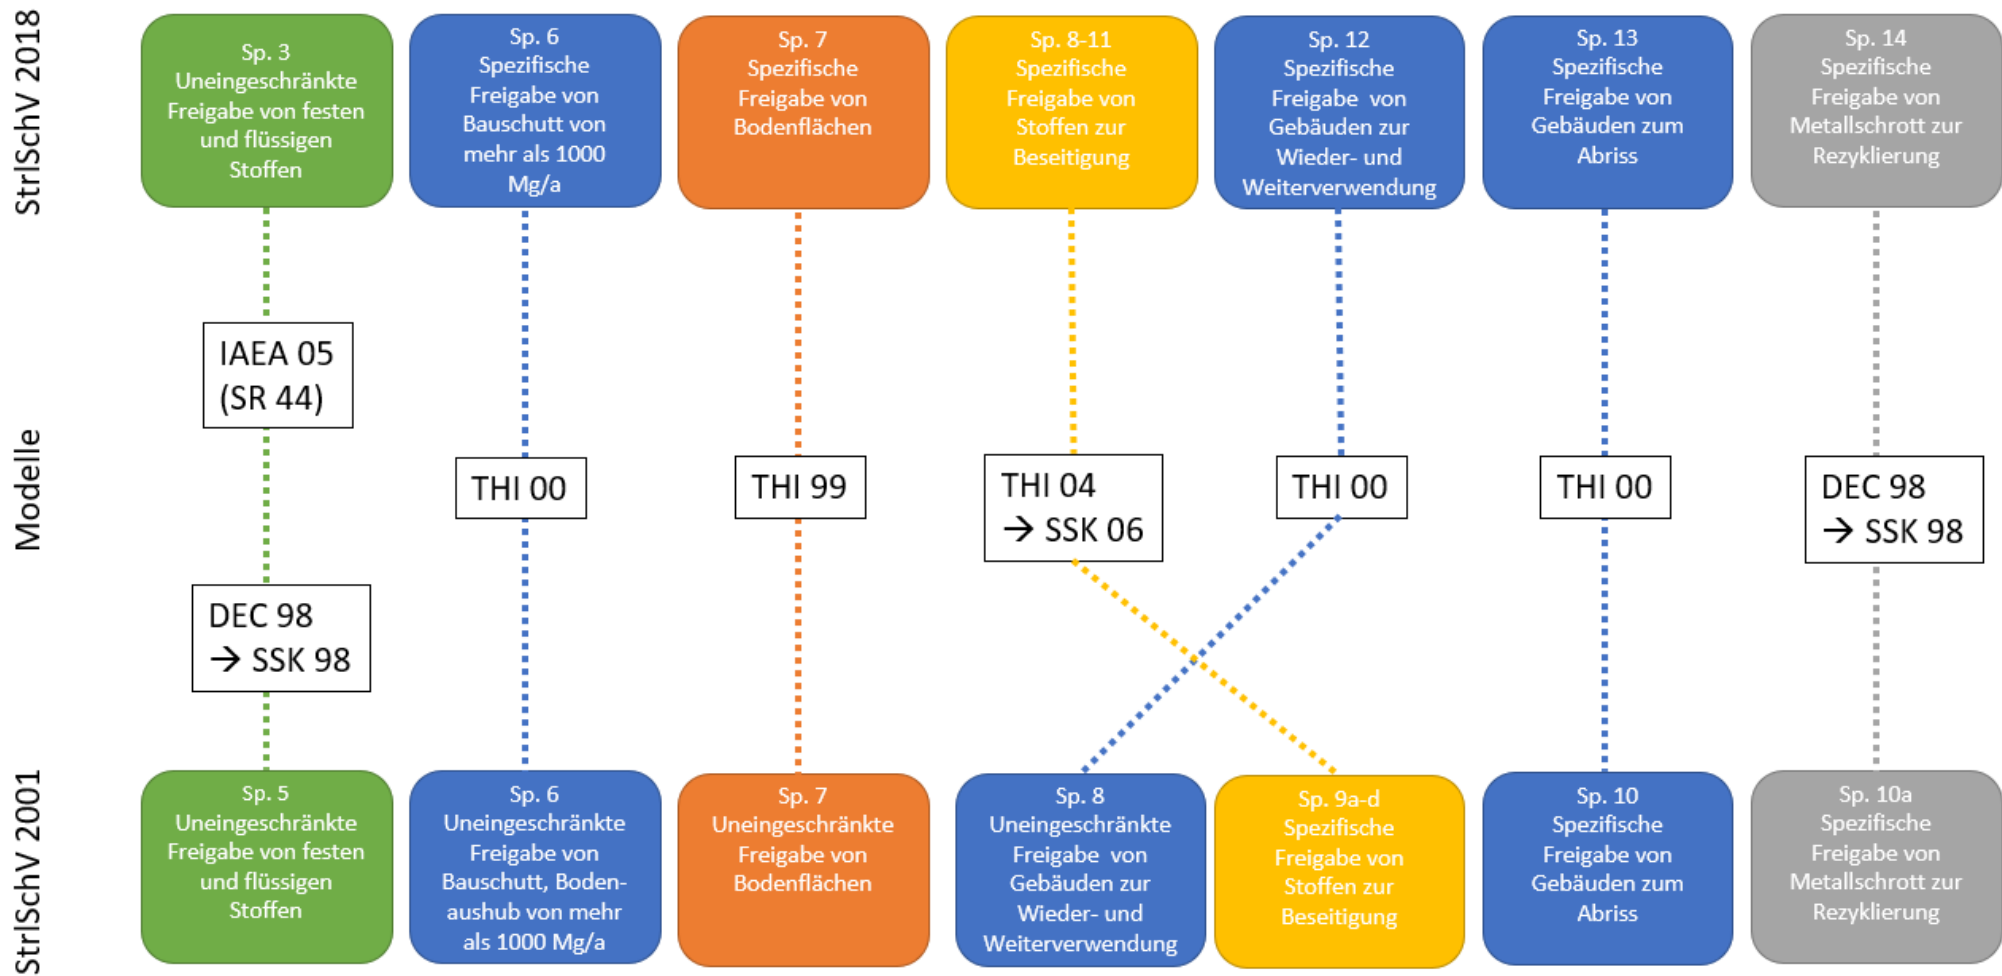 StrlSchV 2018
Sp. 3
Uneingeschränkte
Freigabe von festen
und flüssigen
Stoffen
Sp. 6
Spezifische
Freigabe von
Bauschutt von
mehr als 1000
Mg/a
Sp. 7
Spezifische
Freigabe von
Bodenflächen
Sp. 8-11
Spezifische
Freigabe von
Stoffen zur
Beseitigung
Sp. 12
Spezifische
Freigabe von
Gebäuden zur
Wieder- und
Weiterverwendung
Sp. 13
Spezifische
Freigabe von
Gebäuden zum
Abriss
Sp. 14
Spezifische
Freigabe von
Metallschrott zur
Rezyklierung
Modelle
IAEA 05
(SR 44)
DEC 98
→ SSK 98
THI 00
THI 99
THI 04
→ SSK 06
THI 00
THI 00
DEC 98
→ SSK 98
StrlSchV 2001
Sp. 5
Uneingeschränkte
Freigabe von festen
und flüssigen
Stoffen
Sp. 6
Uneingeschränkte
Freigabe von
Bauschutt, Boden-
aushub von mehr
als 1000 Mg/a
Sp. 7
Uneingeschränkte
Freigabe von
Bodenflächen
Sp. 8
Uneingeschränkte
Freigabe von
Gebäuden zur
Wieder- und
Weiterverwendung
Sp. 9a-d
Spezifische
Freigabe von
Stoffen zur
Beseitigung
Sp. 10
Spezifische
Freigabe von
Gebäuden zum
Abriss
Sp. 10a
Spezifische
Freigabe von
Metallschrott zur
Rezyklierung